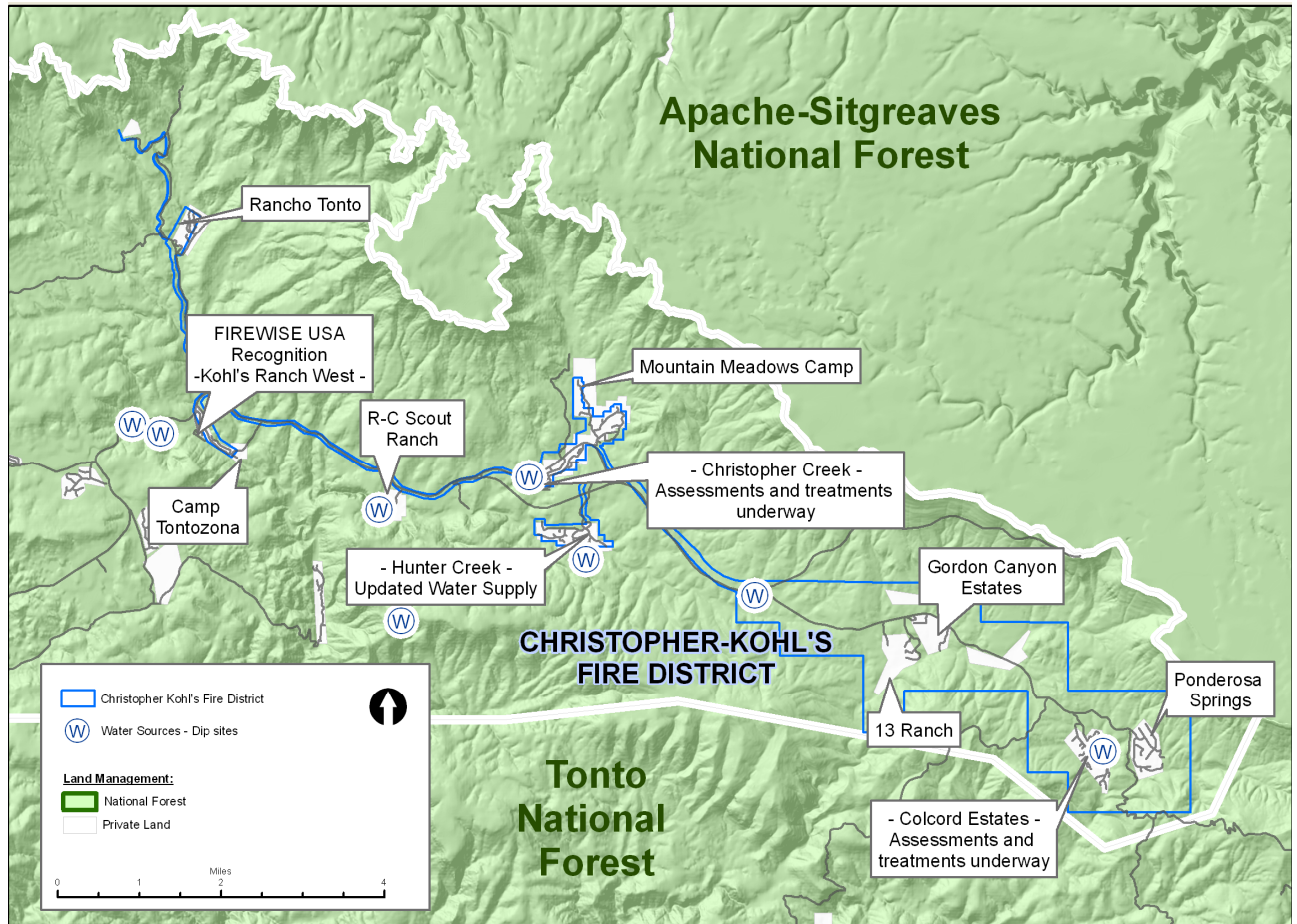 Apache-Sitgreaves
National Forest
Rancho Tonto
FIREWISE USA
Recognition
-Kohl's Ranch West -
Mountain Meadows Camp
R-C Scout
Ranch
- Christopher Creek -
Assessments and treatments
underway
Camp
Tontozona
- Hunter Creek -
Updated Water Supply
Gordon Canyon
Estates
CHRISTOPHER-KOHL'S
FIRE DISTRICT
Ponderosa
Springs
13 Ranch
- Colcord Estates -
Assessments and
treatments underway
Tonto
National
Forest
W
W
W
W
W
W
W
W
Christopher Kohl's Fire District
W
Water Sources - Dip sites
Land Management:
National Forest
Private Land
Miles
0
1
2
4